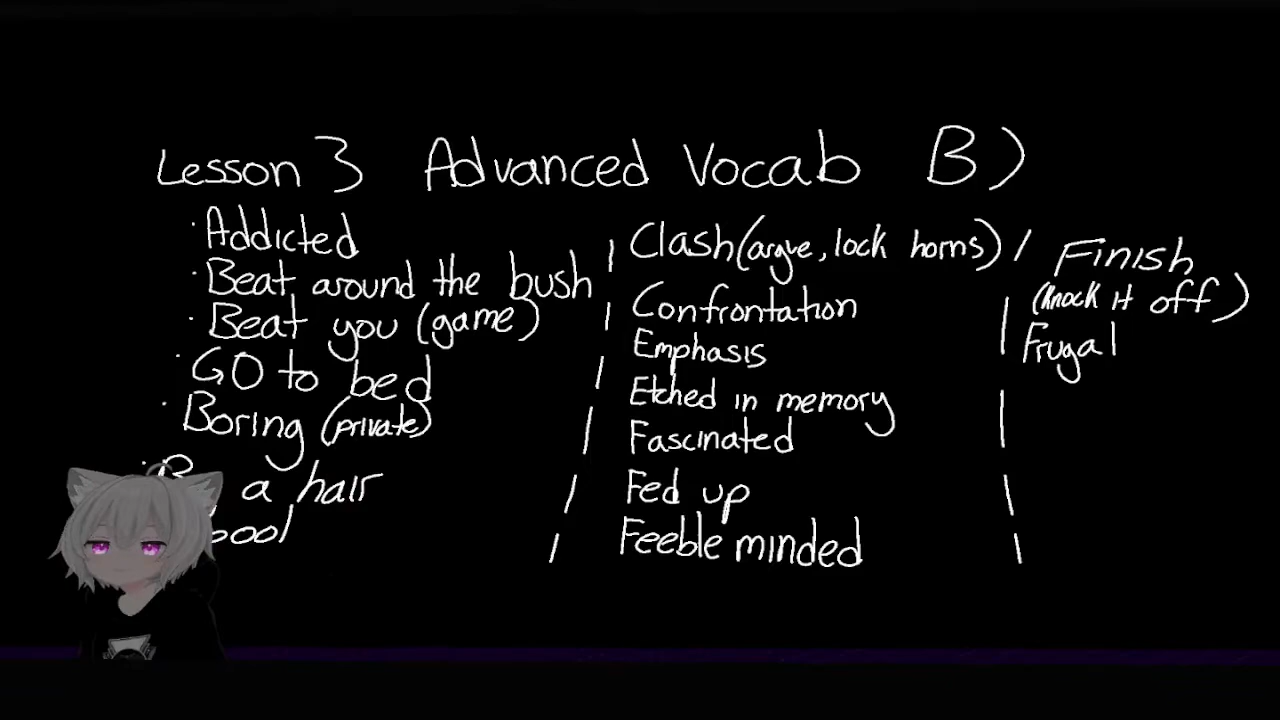 Lesson 3 Advanced Vocab B)
· Addicted
· Beat around the bush
· Beat you (game)
· GO to bed
· Boring (private)
a hair
Clash (argue, lock horns)
Confrontation
Emphasis
Etched in memory
Fascinated
Fed up
Feeble minded
Finish
(knock it off)
Frugal